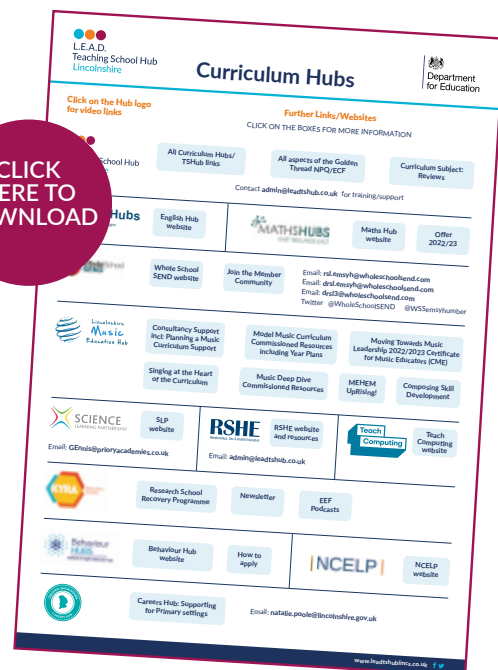 L.E.A.D.
Teaching School Hub
Lincolnshire
Curriculum Hubs
Department
for Education
Click on the Hub logo
for video links
Further Links/Websites
CLICK ON THE BOXES FOR MORE INFORMATION
CLICK
ERE TO
WNLOAD
School Hub
All Curriculum Hubs/
TSHub links
All aspects of the Golden
Thread NPQ/ECF
Curriculum Subject:
Reviews
Contact admin@leadtshub.co.uk for training/support
Hubs
English Hub
website
MATHSHUBS
Maths Hub
website
Offer
2022/23
Whole School
SEND website
Join the Member
Community
Email: rsl.emsyh@wholeschoolsend.com
Email: drsl.emsyh@wholeschoolsend.com
Email: drsl3@wholeschoolsend.com
Twitter @WholeSchoolSEND @WSSemsyhumber
Lincolnshire
Music
Education Hub
Consultancy Support
incl: Planning a Music
Curriculum Support
Model Music Curriculum
Commissioned Resources
including Year Plans
Moving Towards Music
Leadership 2022/2023 Certificate
for Music Educators (CME)
Singing at the Heart
of the Curriculum
Music Deep Dive
Commissioned Resources
MEHEM
UpRising!
Composing Skill
Development
SCIENCE
LEARNING PARTNERSHIP
SLP
website
Email: GEnnis@prioryacademies.co.uk
RSHE
RSHE website
and resources
Email: admin@leadtshub.co.uk
Teach
Computing
Teach
Computing
website
KYRA
Research School
Recovery Programme
Newsletter
EEF
Podcasts
Behaviour
HUBS
Behaviour Hub
website
How to
apply
NCELP
NCELP
website
Careers Hub: Supporting
for Primary settings
Email: natalie.poole@lincolnshire.gov.uk
www.leadtshublincs.co.uk